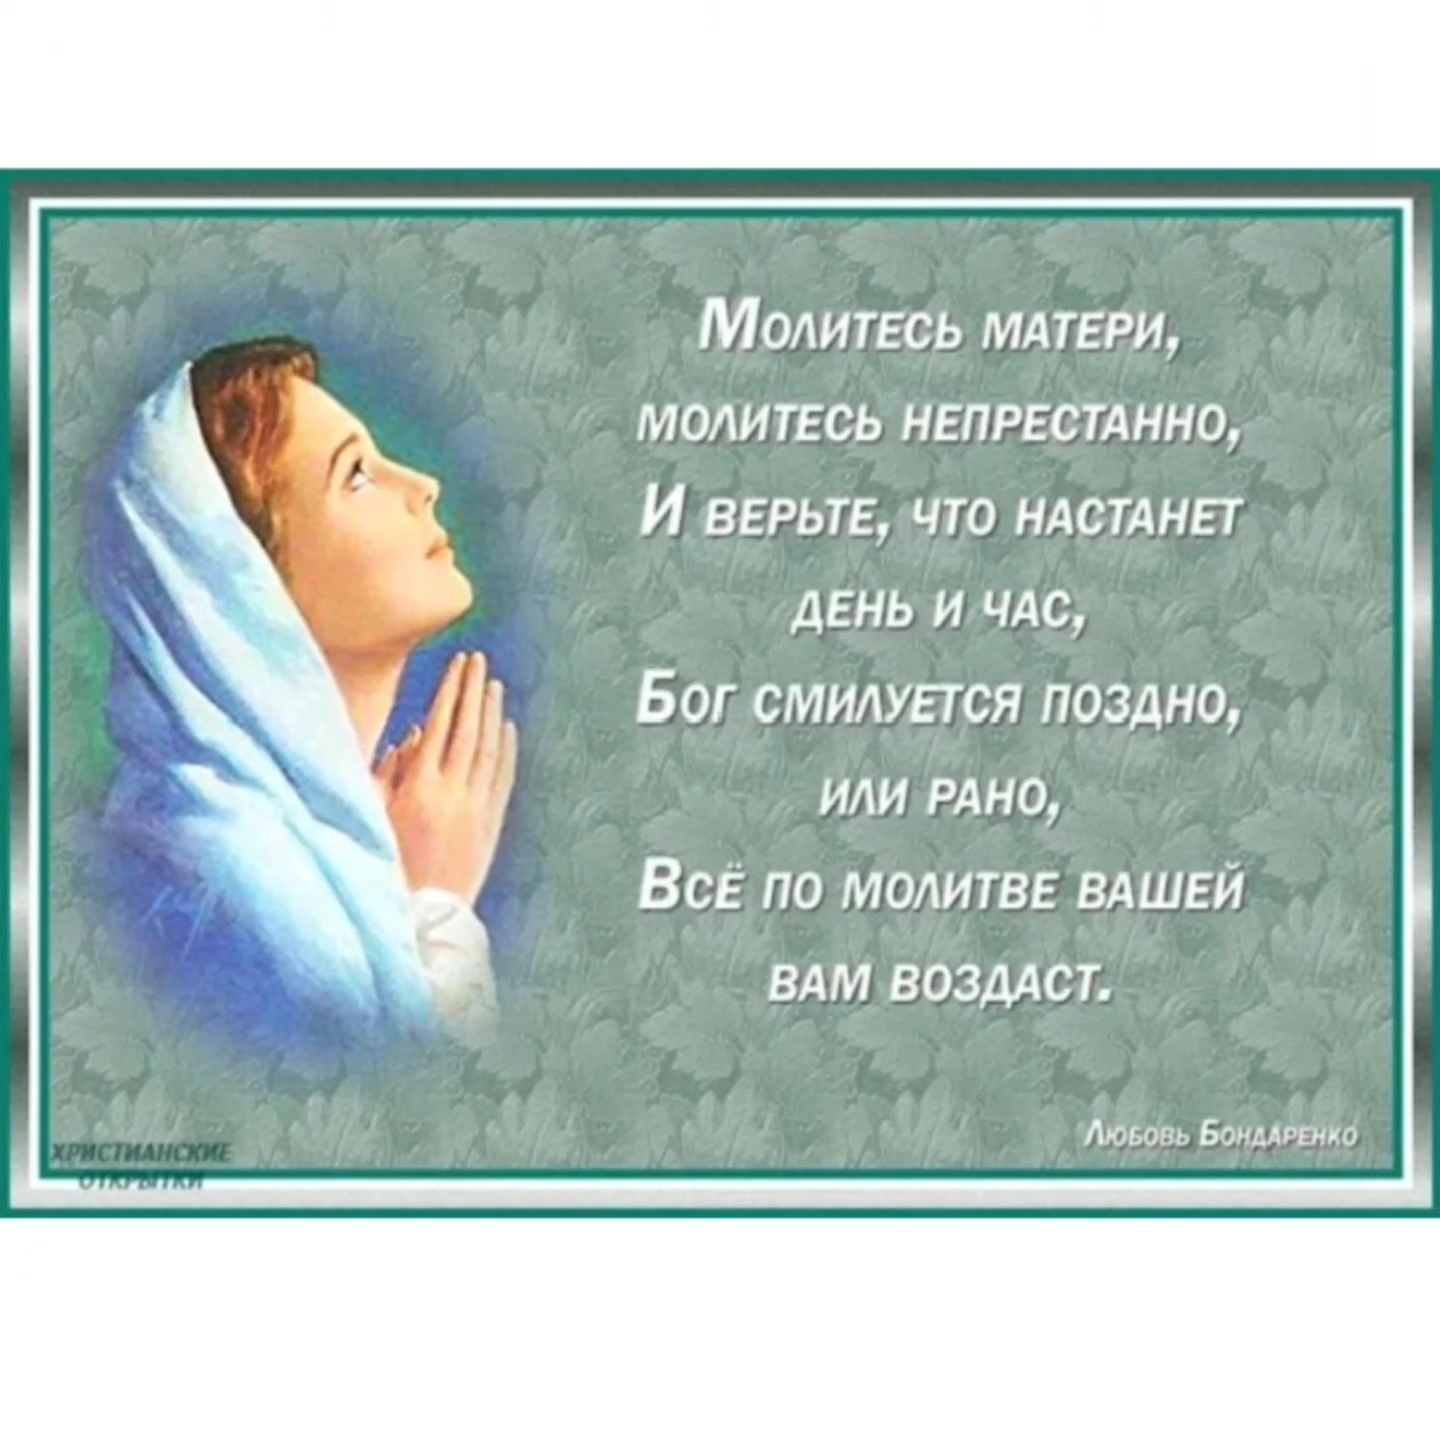 Молитесь матери,
молитесь непрестанно,
И верьте, что настанет
день и час,
Бог смилуется поздно,
или рано,
Всё по молитве вашей
вам воздаст.
Любовь Бондаренко
ХРИСТИАНСКИЕ
ОТКРЫТКИ